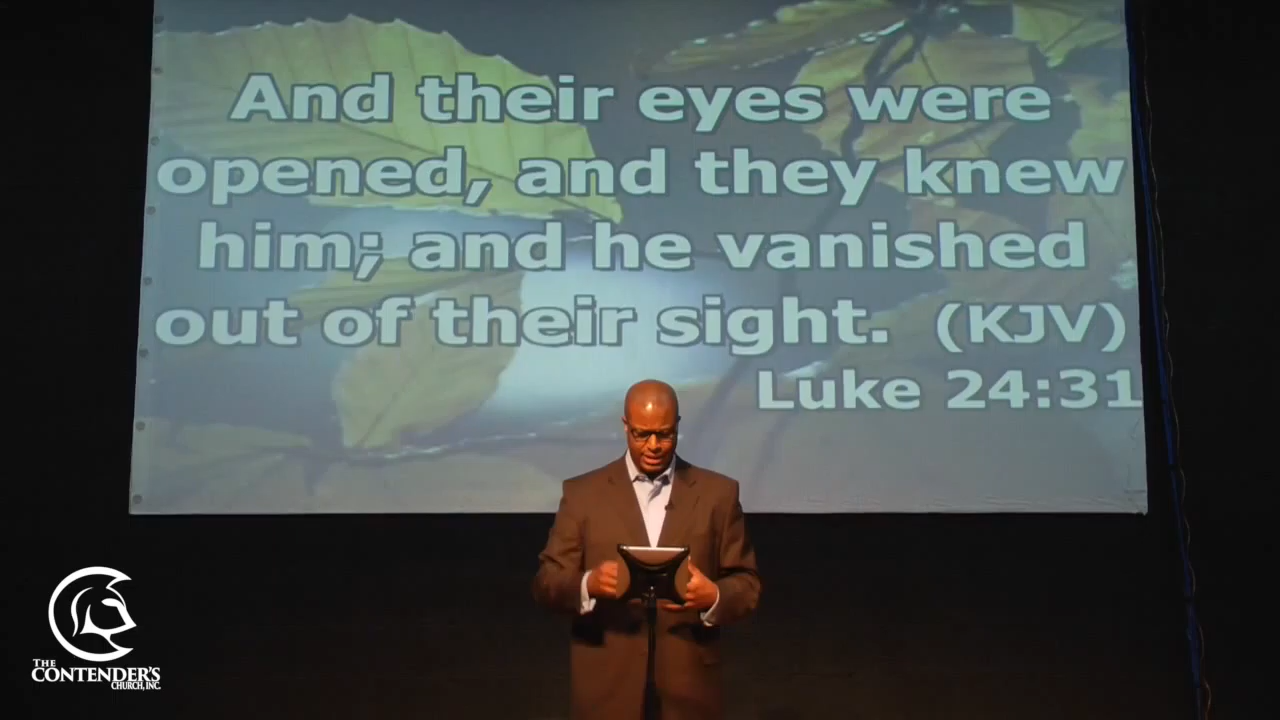 And their eyes were
opened, and they knew
him; and he vanished
out of their sight. (KJV)
Luke 24:31
THE
CONTENDER'S
CHURCH, INC.